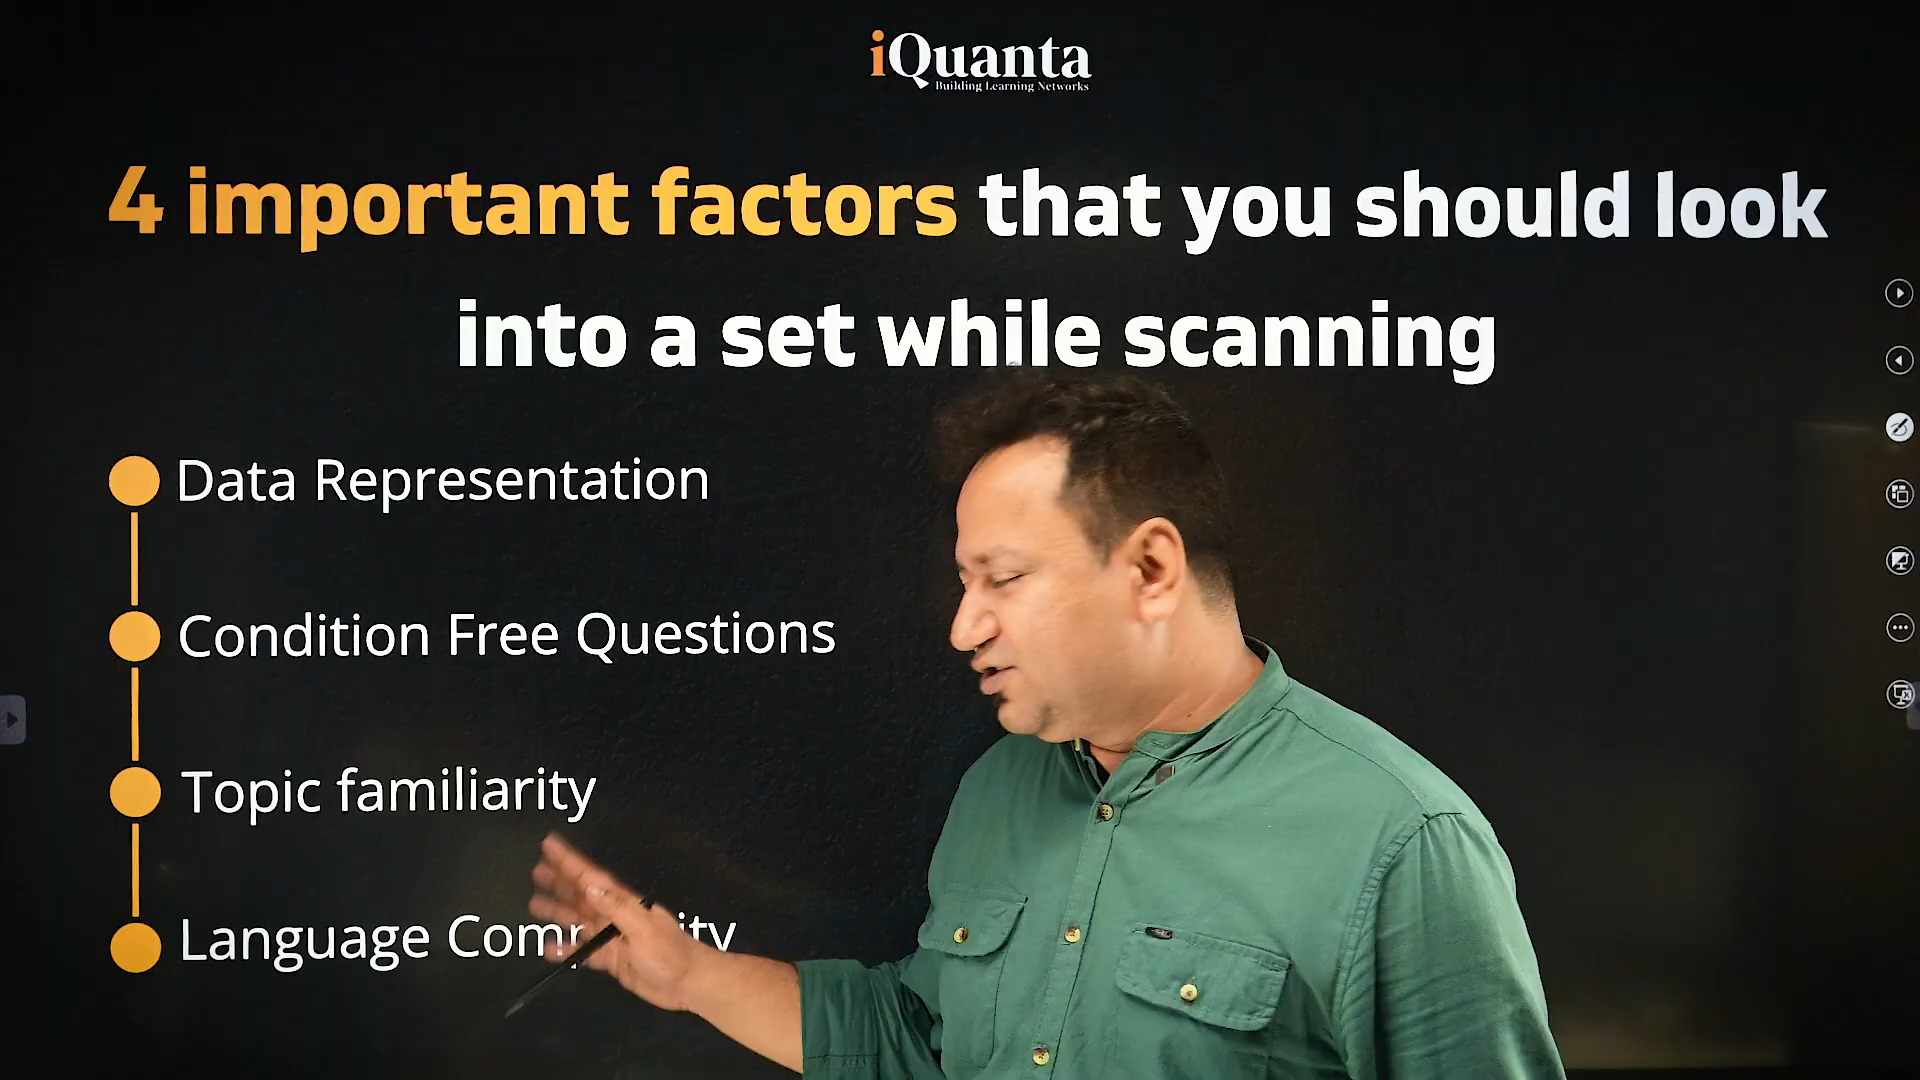 iQuanta
Building Learning Networks
4 important factors that you should look
into a set while scanning
Data Representation
Condition Free Questions
Topic familiarity
Language